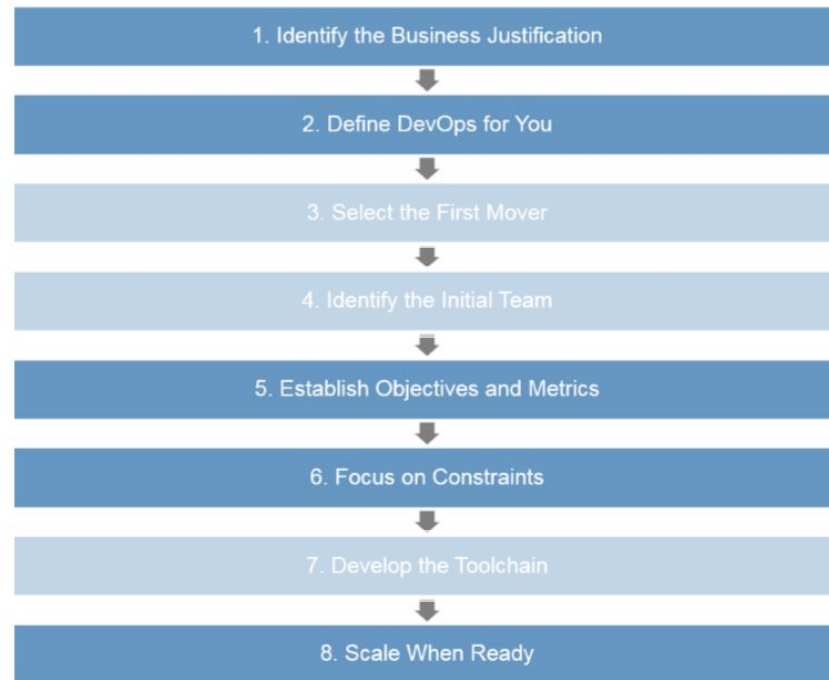 1. Identify the Business Justification
2. Define DevOps for You
3. Select the First Mover
4. Identify the Initial Team
5. Establish Objectives and Metrics
6. Focus on Constraints
7. Develop the Toolchain
8. Scale When Ready